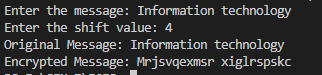 Enter the message: Information technology
Enter the shift value: 4
Original Message: Information technology
Encrypted Message: Mrjsvqexmsr xiglrspskc